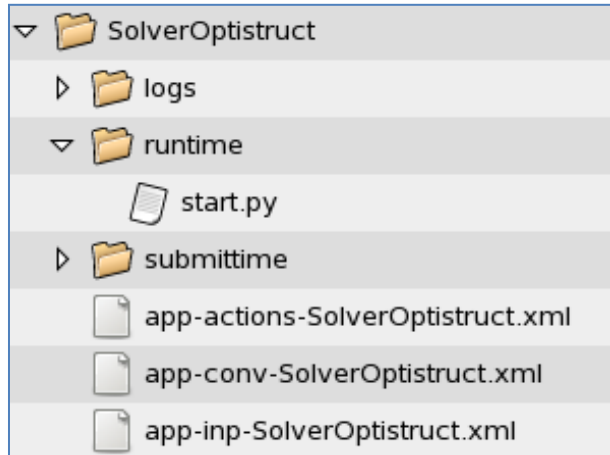 SolverOptistruct
logs
runtime
start.py
submittime
app-actions-SolverOptistruct.xml
app-conv-SolverOptistruct.xml
app-inp-SolverOptistruct.xml